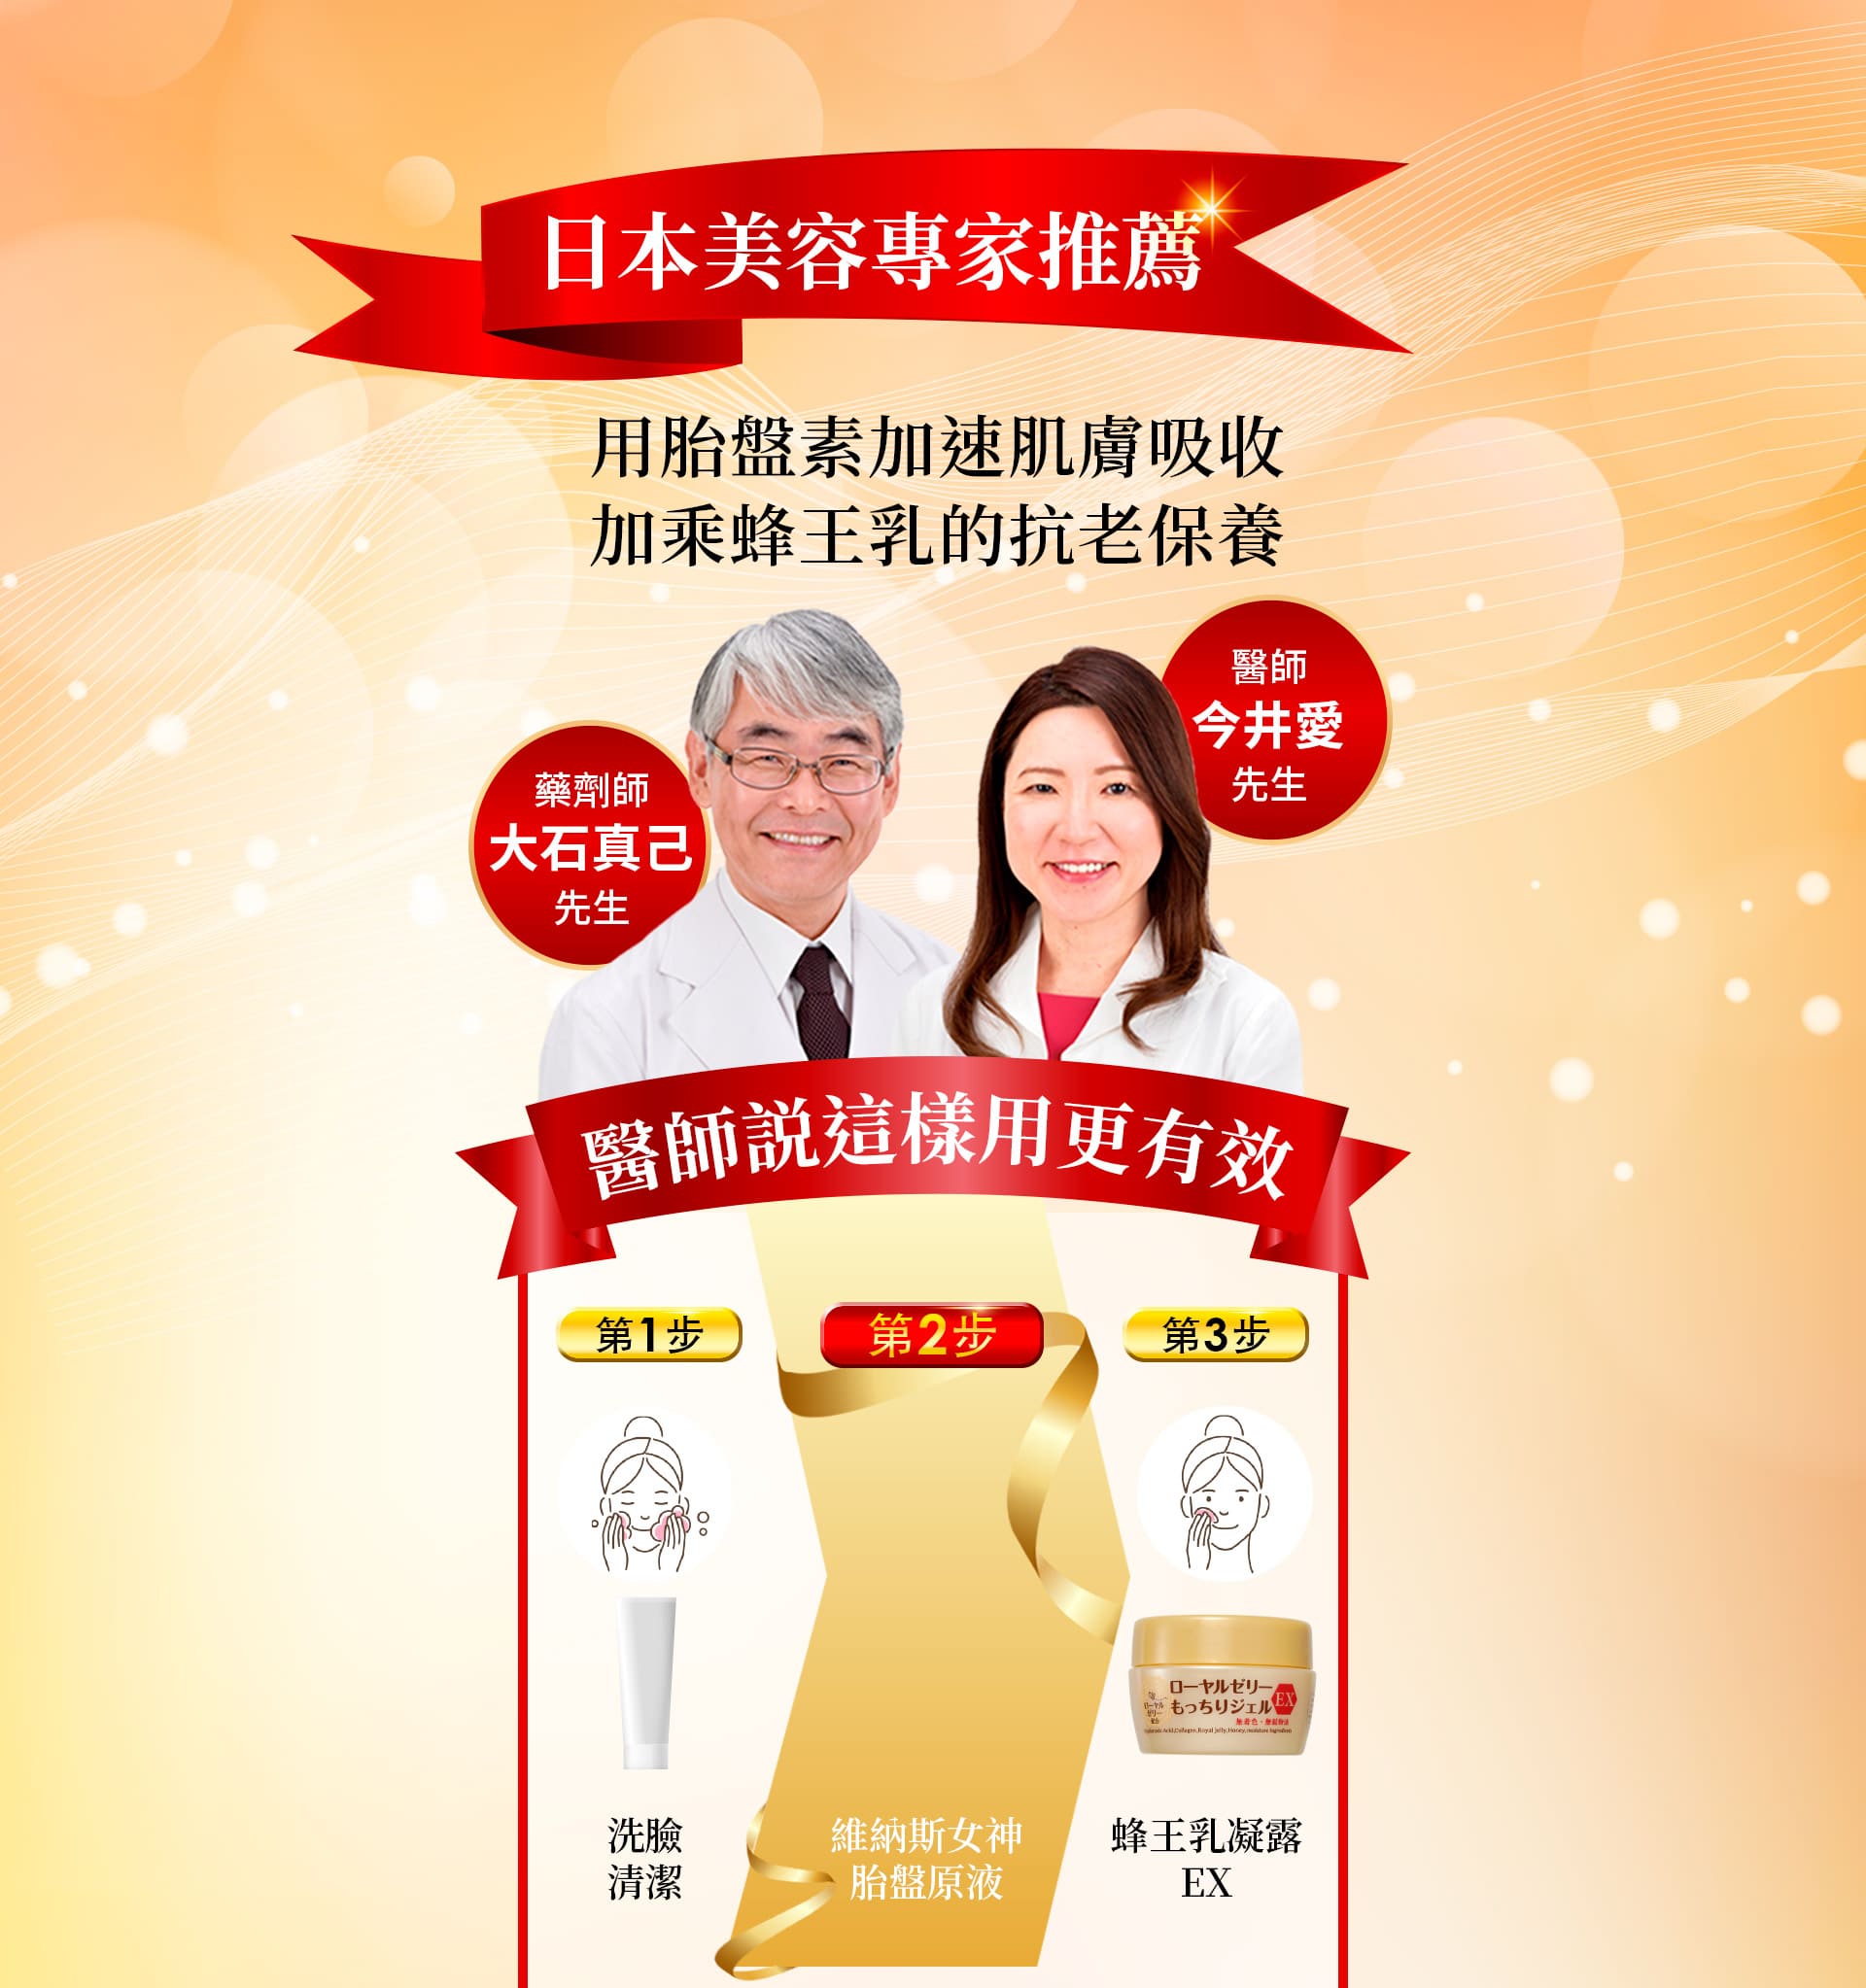 日本美容專家推薦
用胎盤素加速肌膚吸收
加乘蜂王乳的抗老保養
醫師
今井愛
先生
藥劑師
大石真己
先生
醫師説這樣用更有效
第1步
第2步
第3步
ローヤルゼリー
もっちりジェル
EX
洗臉
清潔
維納斯女神
胎盤原液
蜂王乳凝露
EX